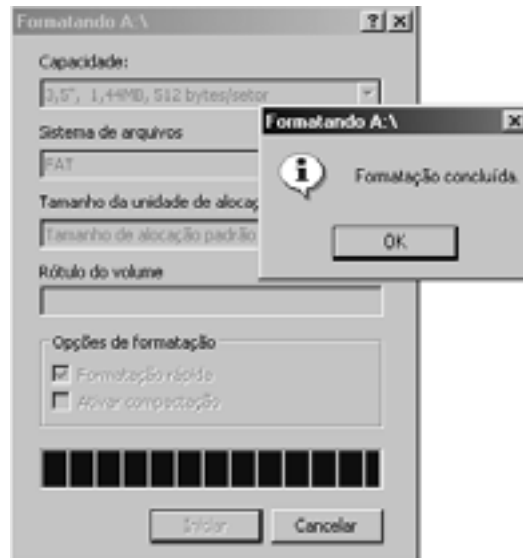 Formatando A:\
Capacidade:
3,5", 1,44MB, 512 bytes/setor
Sistema de arquivos
FAT
Tamanho da unidade de alocaç
Tamanho de alocação padrão
Rótulo do volume
Opções de formatação
Formatação rápida
Ativar compactação
Iniciar
Cancelar
Formatando A:\
Formatação concluída.
OK